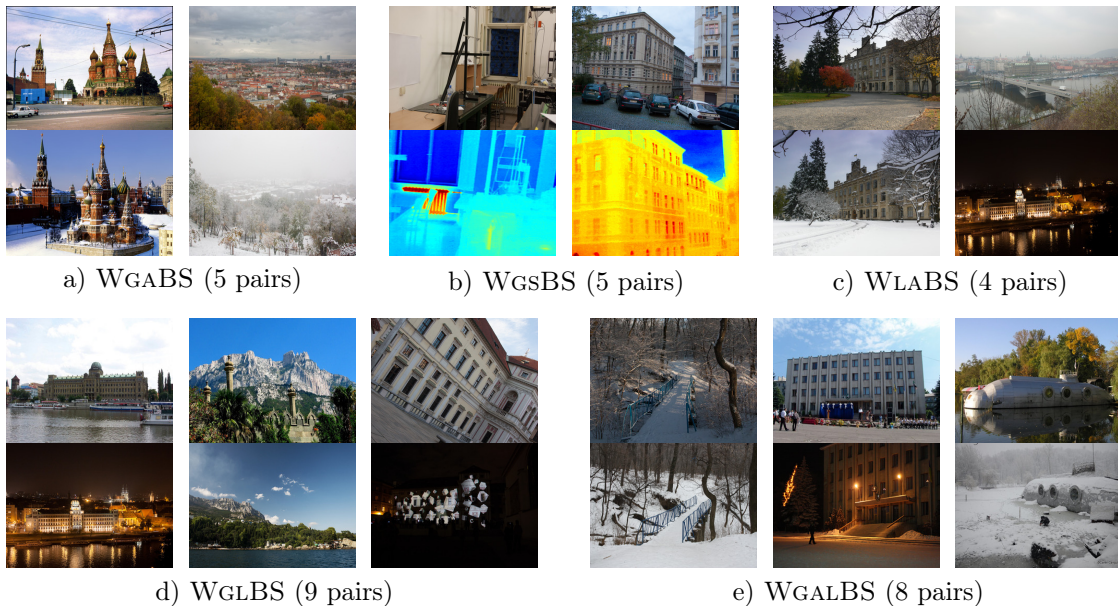 a) WGABS (5 pairs)
b) WGSBS (5 pairs)
c) WLABS (4 pairs)
d) WGLBS (9 pairs)
e) WGALBS (8 pairs)